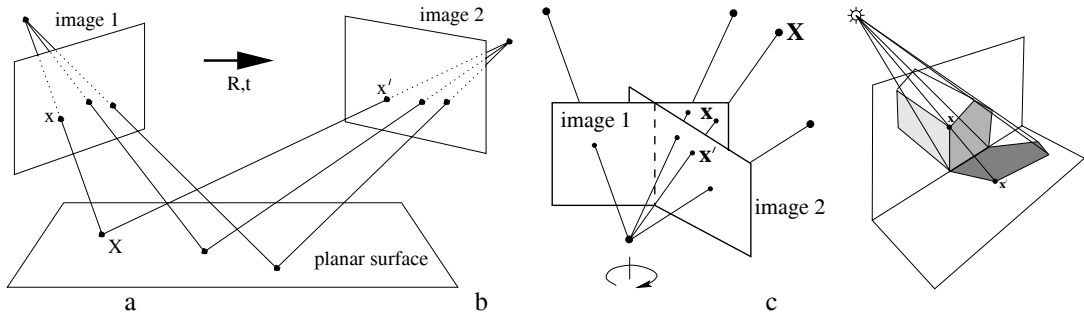 image 1
R,t
image 2
x
x′
X
planar surface
a
b
image 1
x
X
x′
image 2
c
x
x′